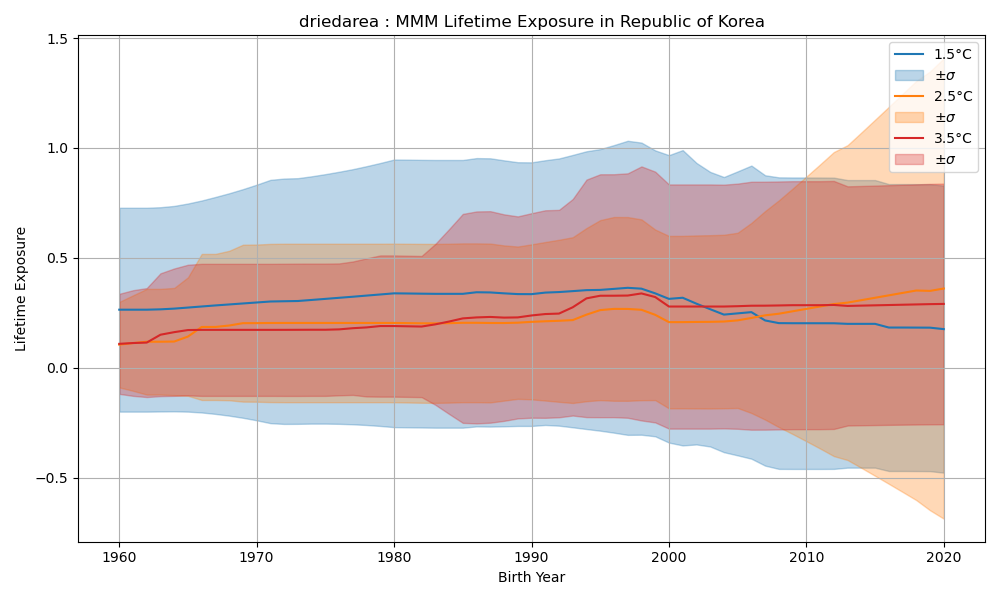 driedarea : MMM Lifetime Exposure in Republic of Korea
1.5°C
±σ
2.5°C
±σ
3.5°C
±σ
Lifetime Exposure
1.5
1.0
0.5
0.0
−0.5
1960 1970 1980 1990 2000 2010 2020
Birth Year